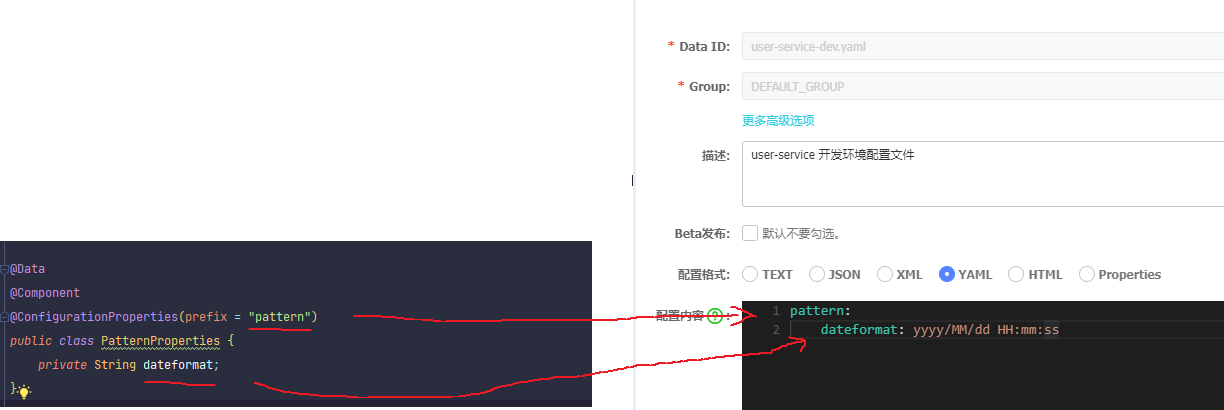 @Data
@Component
@ConfigurationProperties(prefix = "pattern")
public class PatternProperties {
private String dateformat;
}
* Data ID: user-service-dev.yaml
* Group: DEFAULT_GROUP
更多高级选项
描述: user-service 开发环境配置文件
Beta发布: 默认不要勾选。
配置格式: TEXT JSON XML YAML HTML Properties
配置内容 ? :
1 pattern:
2 dateformat: yyyy/MM/dd HH:mm:ss